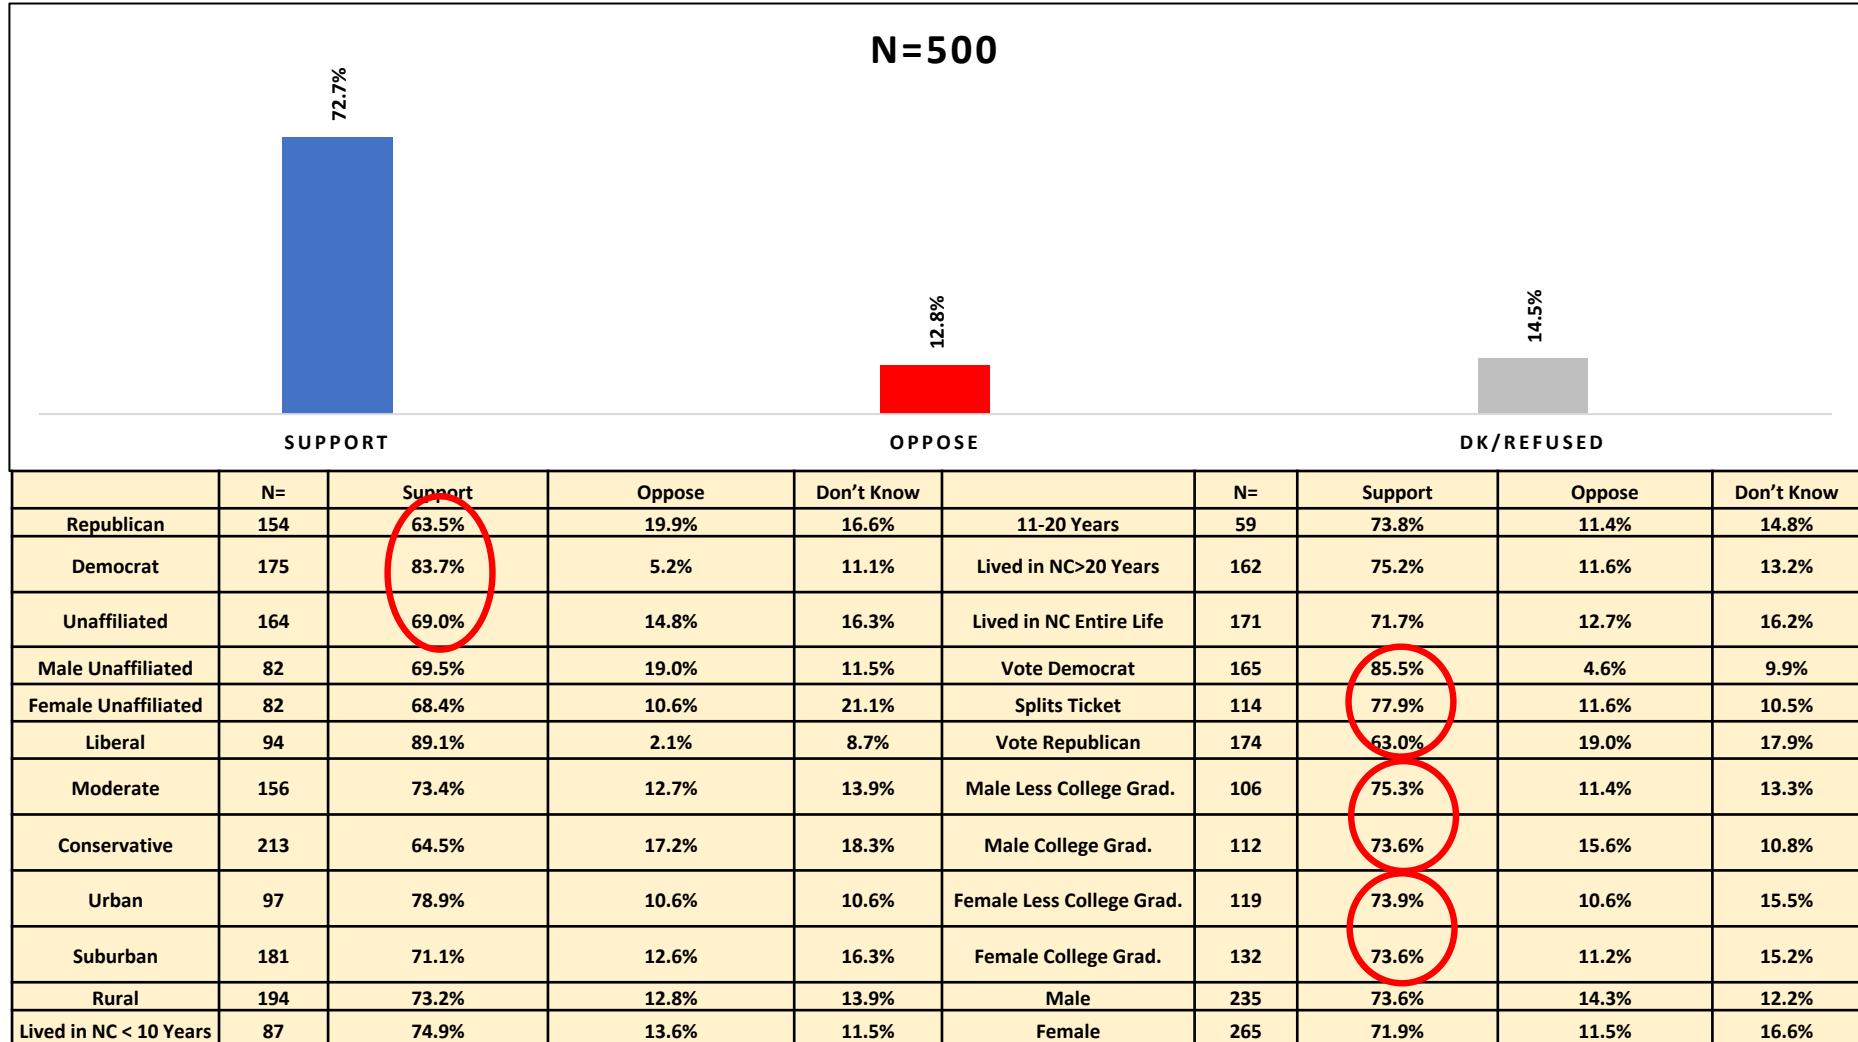 N=500
72.7%
12.8%
14.5%
SUPPORT OPPOSE DK/REFUSED
N= Support Oppose Don’t Know N= Support Oppose Don’t Know
Republican 154 63.5% 19.9% 16.6% 11-20 Years 59 73.8% 11.4% 14.8%
Democrat 175 83.7% 5.2% 11.1% Lived in NC>20 Years 162 75.2% 11.6% 13.2%
Unaffiliated 164 69.0% 14.8% 16.3% Lived in NC Entire Life 171 71.7% 12.7% 16.2%
Male Unaffiliated 82 69.5% 19.0% 11.5% Vote Democrat 165 85.5% 4.6% 9.9%
Female Unaffiliated 82 68.4% 10.6% 21.1% Splits Ticket 114 77.9% 11.6% 10.5%
Liberal 94 89.1% 2.1% 8.7% Vote Republican 174 63.0% 19.0% 17.9%
Moderate 156 73.4% 12.7% 13.9% Male Less College Grad. 106 75.3% 11.4% 13.3%
Conservative 213 64.5% 17.2% 18.3% Male College Grad. 112 73.6% 15.6% 10.8%
Urban 97 78.9% 10.6% 10.6% Female Less College Grad. 119 73.9% 10.6% 15.5%
Suburban 181 71.1% 12.6% 16.3% Female College Grad. 132 73.6% 11.2% 15.2%
Rural 194 73.2% 12.8% 13.9% Male 235 73.6% 14.3% 12.2%
Lived in NC < 10 Years 87 74.9% 13.6% 11.5% Female 265 71.9% 11.5% 16.6%